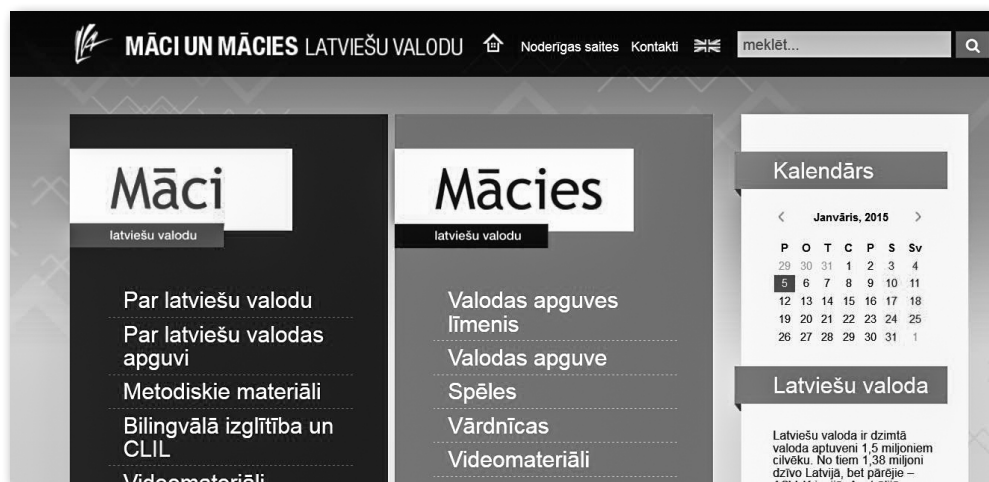 MĀCI UN MĀCIES LATVIEŠU VALODU
Noderīgas saites Kontakti
meklēt...
Māci
latviešu valodu
Par latviešu valodu
Par latviešu valodas
apguvi
Metodiskie materiāli
Bilingvālā izglītība un
CLIL
Videomateriāli
Mācies
latviešu valodu
Valodas apguves
līmenis
Valodas apguve
Spēles
Vārdnīcas
Videomateriāli
Kalendārs
Janvāris, 2015
P O T C P S Sv
29 30 31 1 2 3 4
5 6 7 8 9 10 11
12 13 14 15 16 17 18
19 20 21 22 23 24 25
26 27 28 29 30 31 1
Latviešu valoda
Latviešu valoda ir dzimtā
valoda aptuveni 1,5 miljoniem
cilvēku. No tiem 1,38 miljoni
dzīvo Latvijā, bet pārējie –